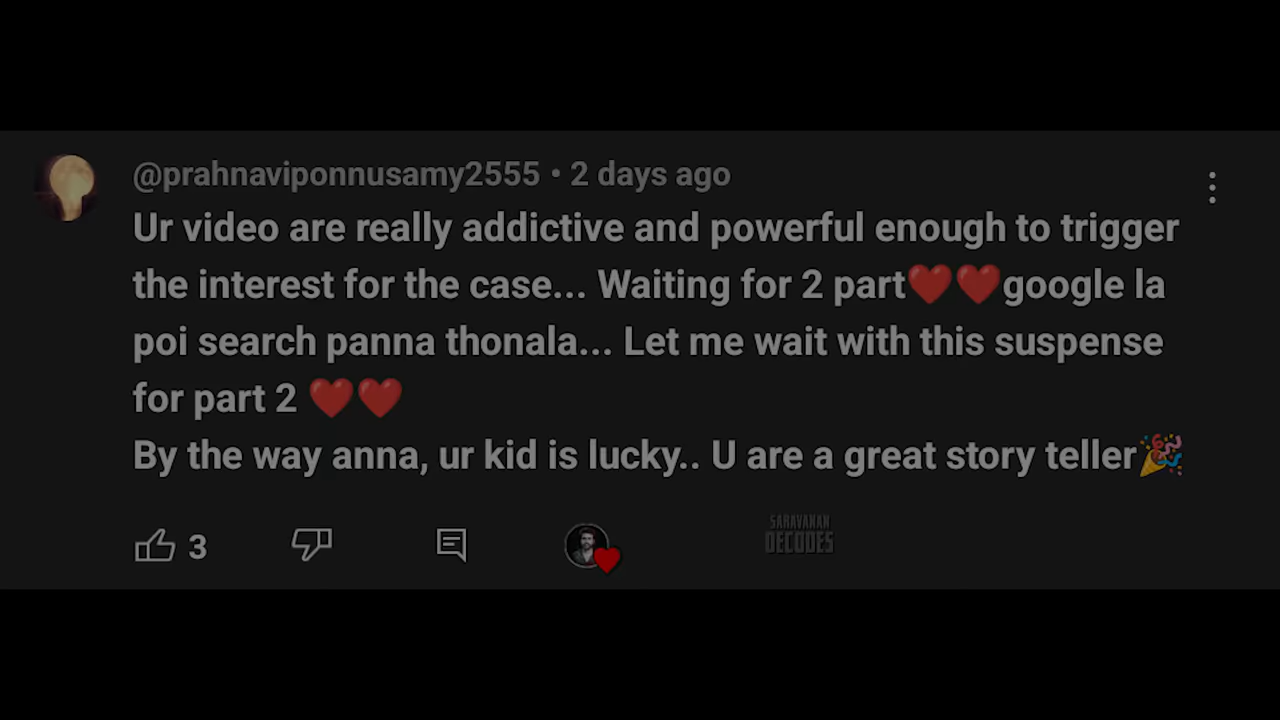 @prahnaviponnusamy2555 • 2 days ago
Ur video are really addictive and powerful enough to trigger
the interest for the case... Waiting for 2 part❤️❤️google la
poi search panna thonala... Let me wait with this suspense
for part 2 ❤️❤️
By the way anna, ur kid is lucky.. U are a great story teller🎉
3
SARAVANAN
DECODES